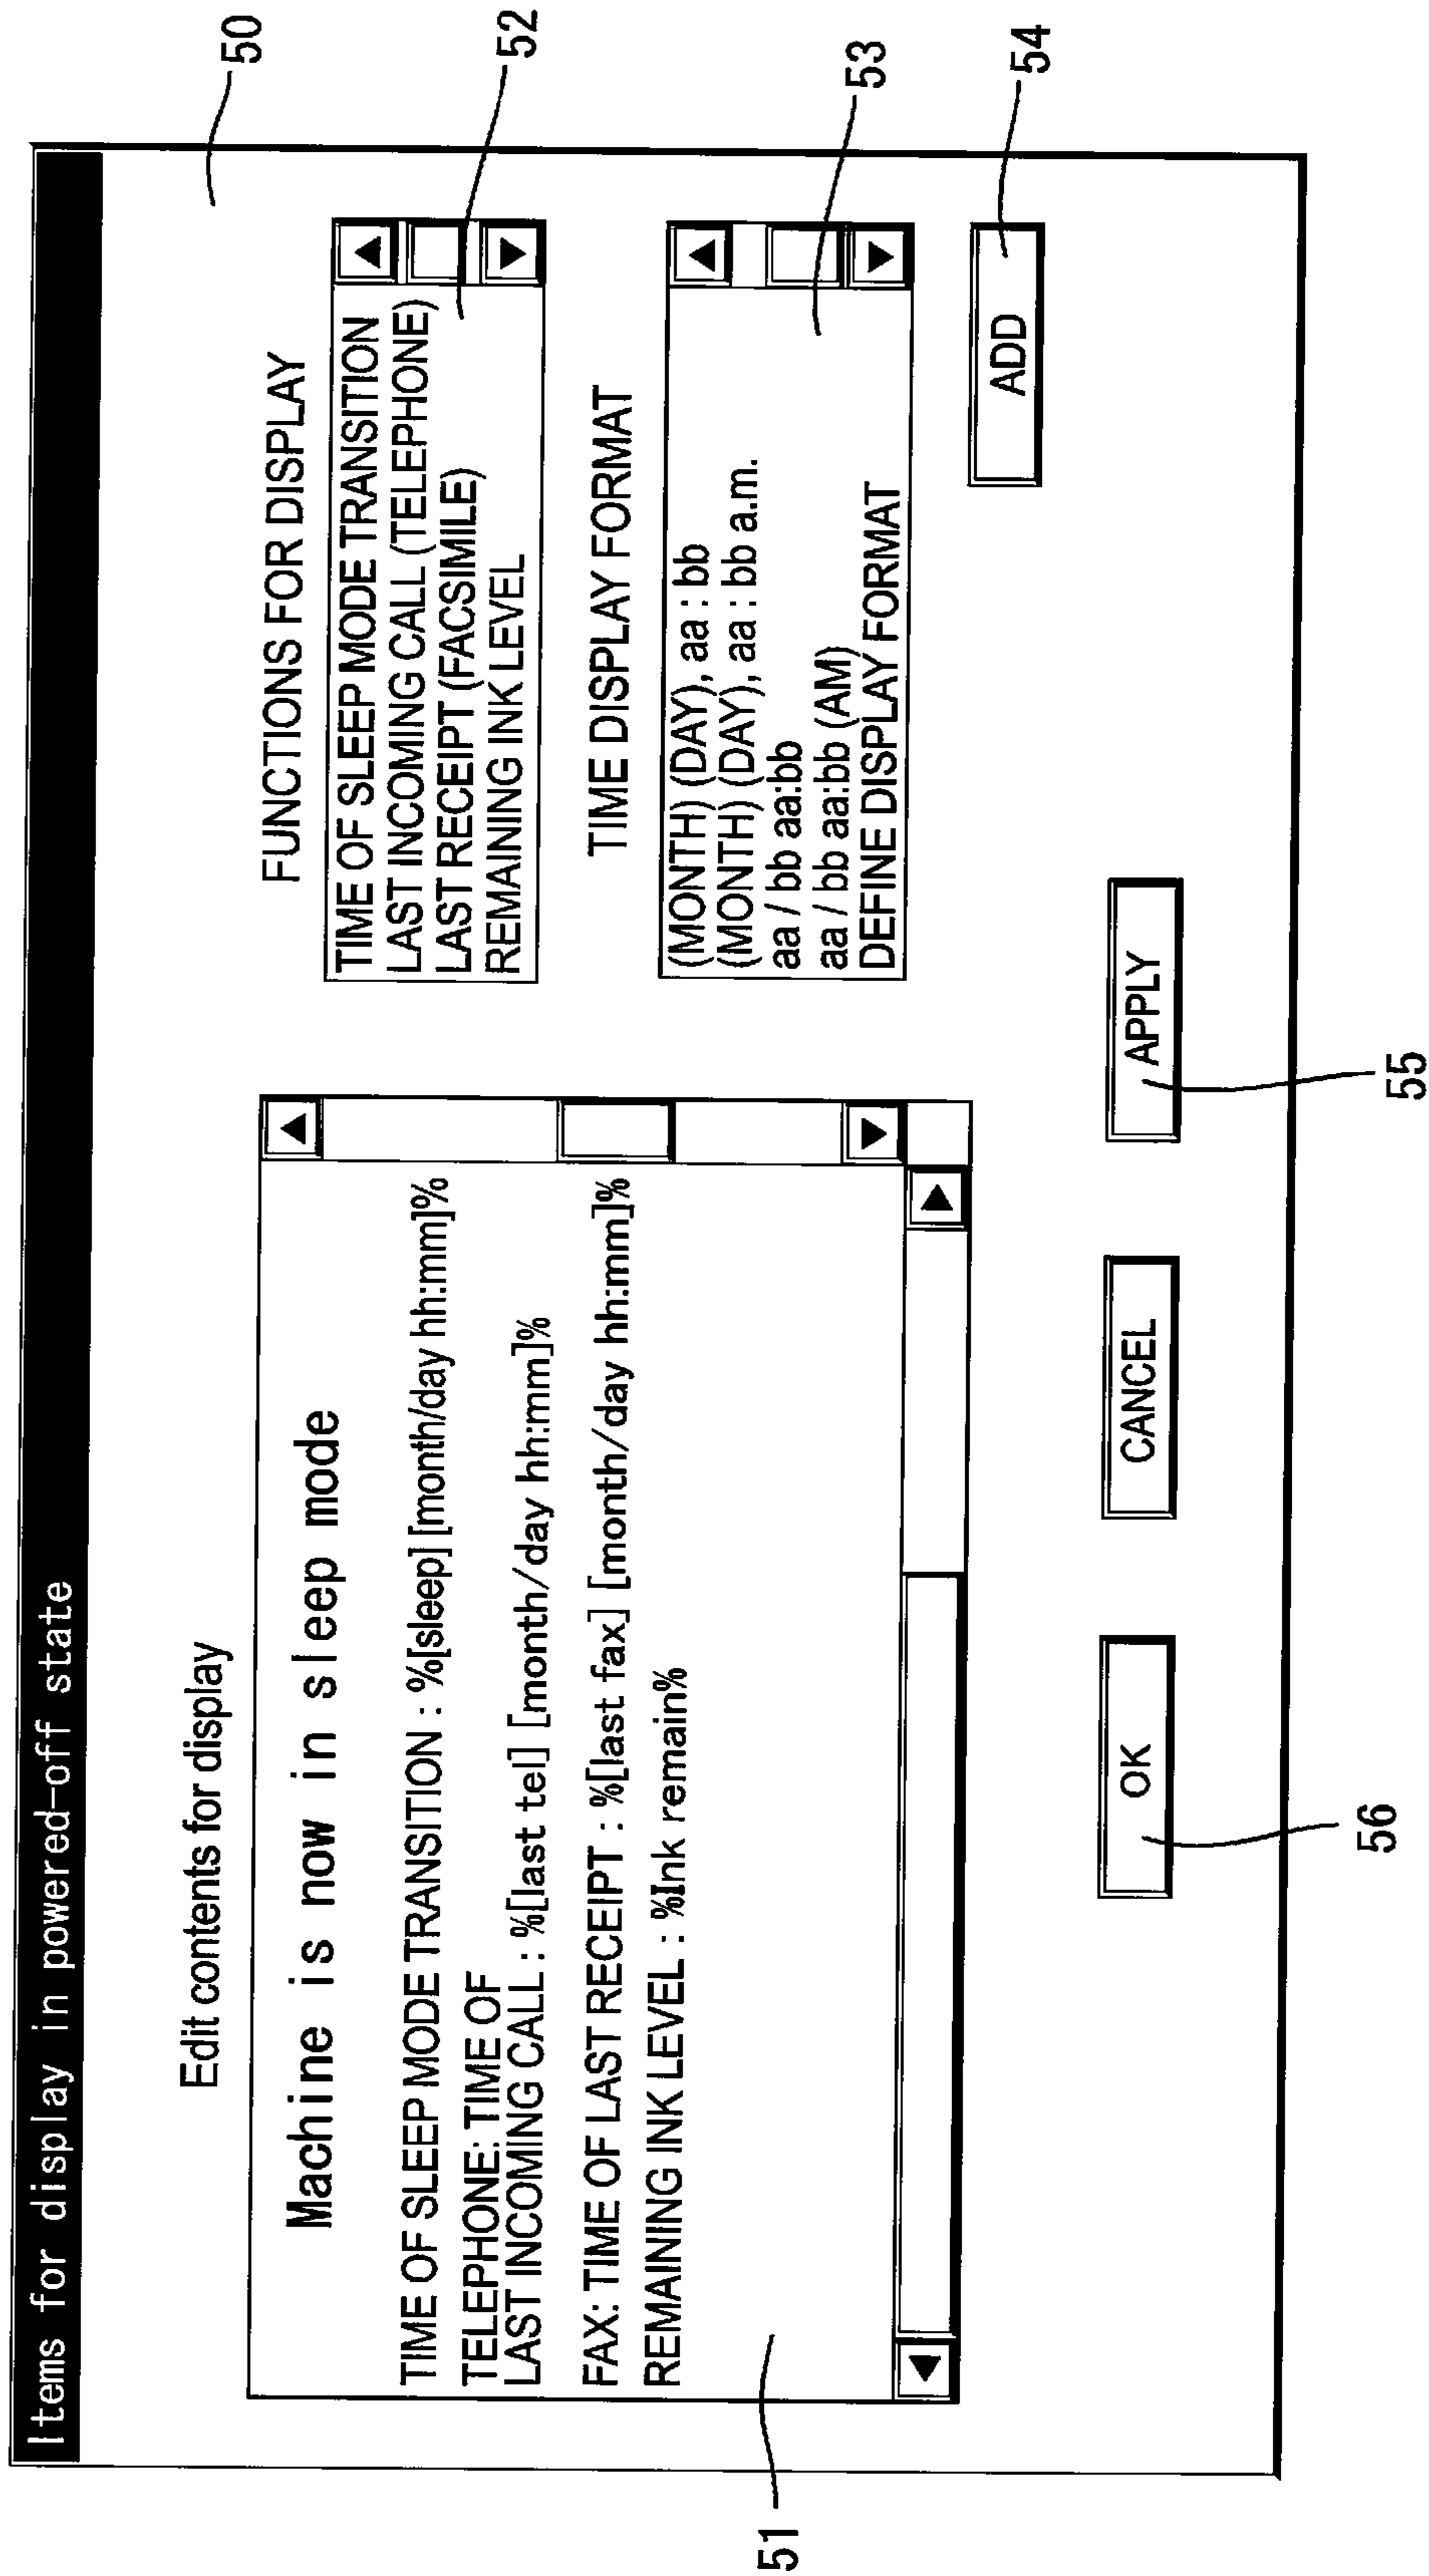 Items for display in powered-off state
50
Edit contents for display
Machine is now in sleep mode
TIME OF SLEEP MODE TRANSITION : %[sleep] [month/day hh:mm]%
TELEPHONE: TIME OF
LAST INCOMING CALL : %[last tel] [month/day hh:mm]%
FAX: TIME OF LAST RECEIPT : %[last fax] [month/day hh:mm]%
REMAINING INK LEVEL : %Ink remain%
51
FUNCTIONS FOR DISPLAY
TIME OF SLEEP MODE TRANSITION
LAST INCOMING CALL (TELEPHONE)
LAST RECEIPT (FACSIMILE)
REMAINING INK LEVEL
52
TIME DISPLAY FORMAT
(MONTH) (DAY), aa : bb
(MONTH) (DAY), aa : bb a.m.
aa / bb aa:bb
aa / bb aa:bb (AM)
DEFINE DISPLAY FORMAT
53
ADD
54
OK
CANCEL
APPLY
56
55